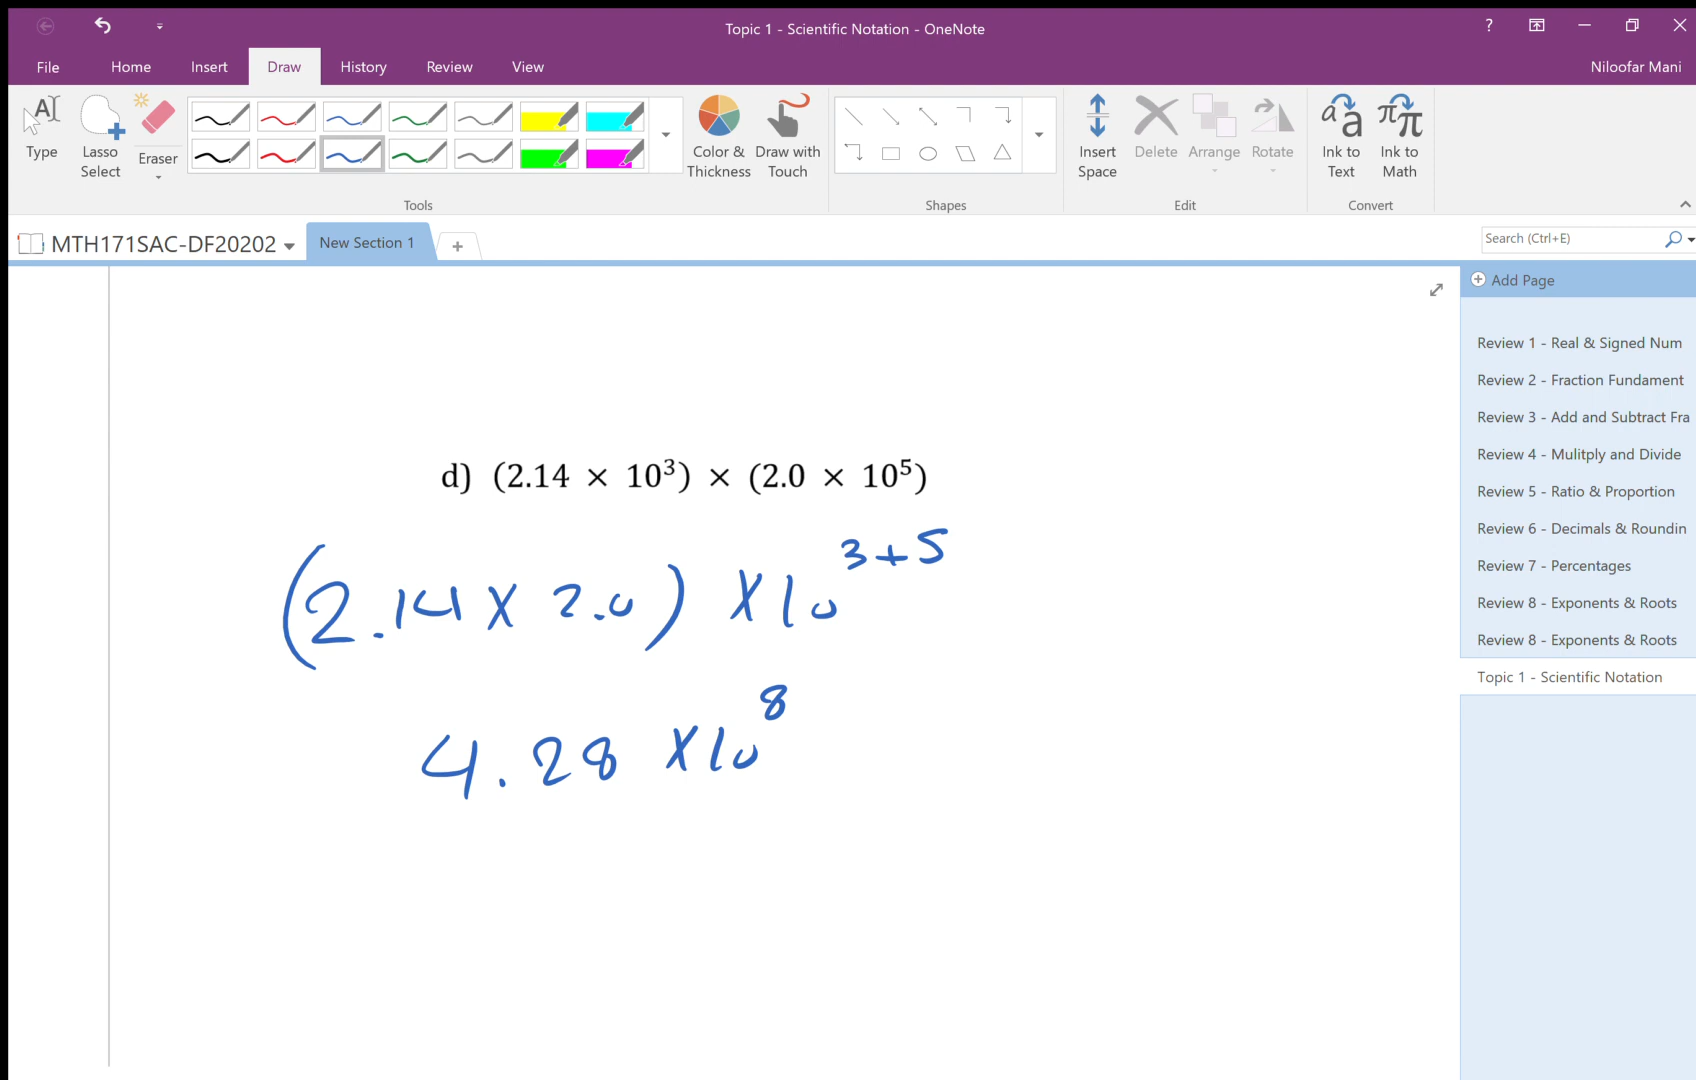 Topic 1 - Scientific Notation - OneNote
?
File Home Insert Draw History Review View
Niloofar Mani
Type
Lasso Select
Eraser
Color & Thickness
Draw with Touch
Insert Space
Delete
Arrange
Rotate
Ink to Text
Ink to Math
Tools
Shapes
Edit
Convert
MTH171SAC-DF20202
New Section 1
+
Search (Ctrl+E)
Add Page
Review 1 - Real & Signed Num
Review 2 - Fraction Fundament
Review 3 - Add and Subtract Fra
Review 4 - Mulitply and Divide
Review 5 - Ratio & Proportion
Review 6 - Decimals & Roundin
Review 7 - Percentages
Review 8 - Exponents & Roots
Review 8 - Exponents & Roots
Topic 1 - Scientific Notation
d) (2.14 × 10³) × (2.0 × 10⁵)
(2.14 × 2.0) × 10³⁺⁵
4.28 × 10⁸